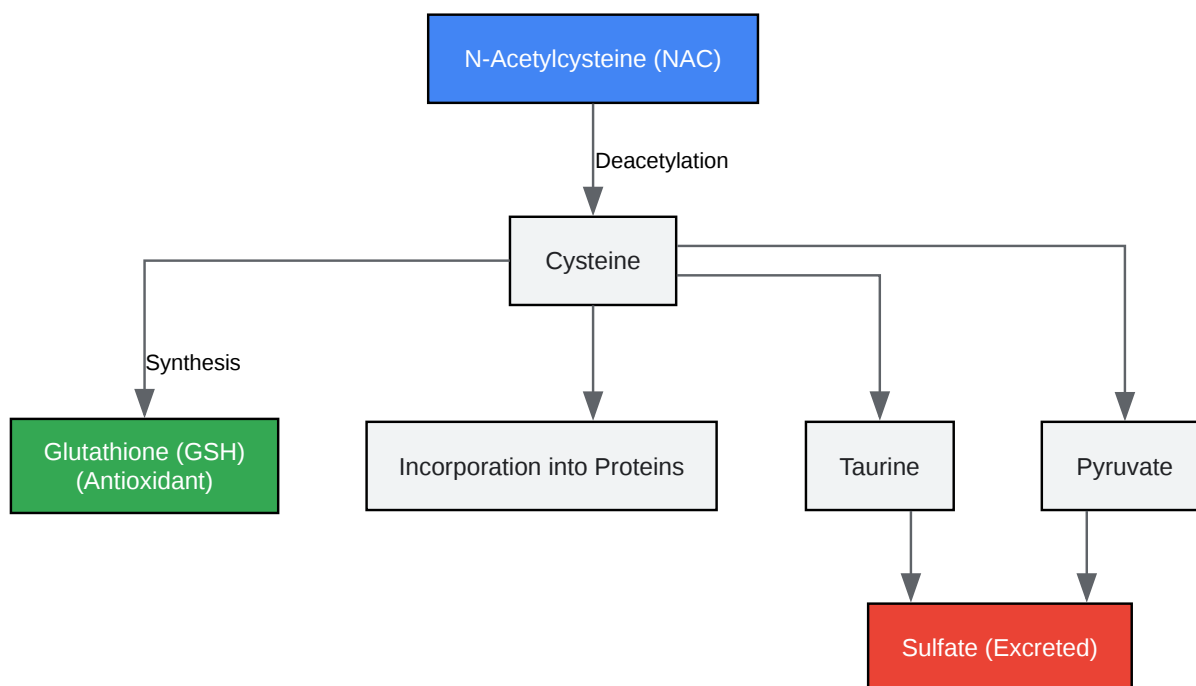 N-Acetylcysteine (NAC)
Deacetylation
Cysteine
Synthesis
Glutathione (GSH)
(Antioxidant)
Incorporation into Proteins
Taurine
Pyruvate
Sulfate (Excreted)